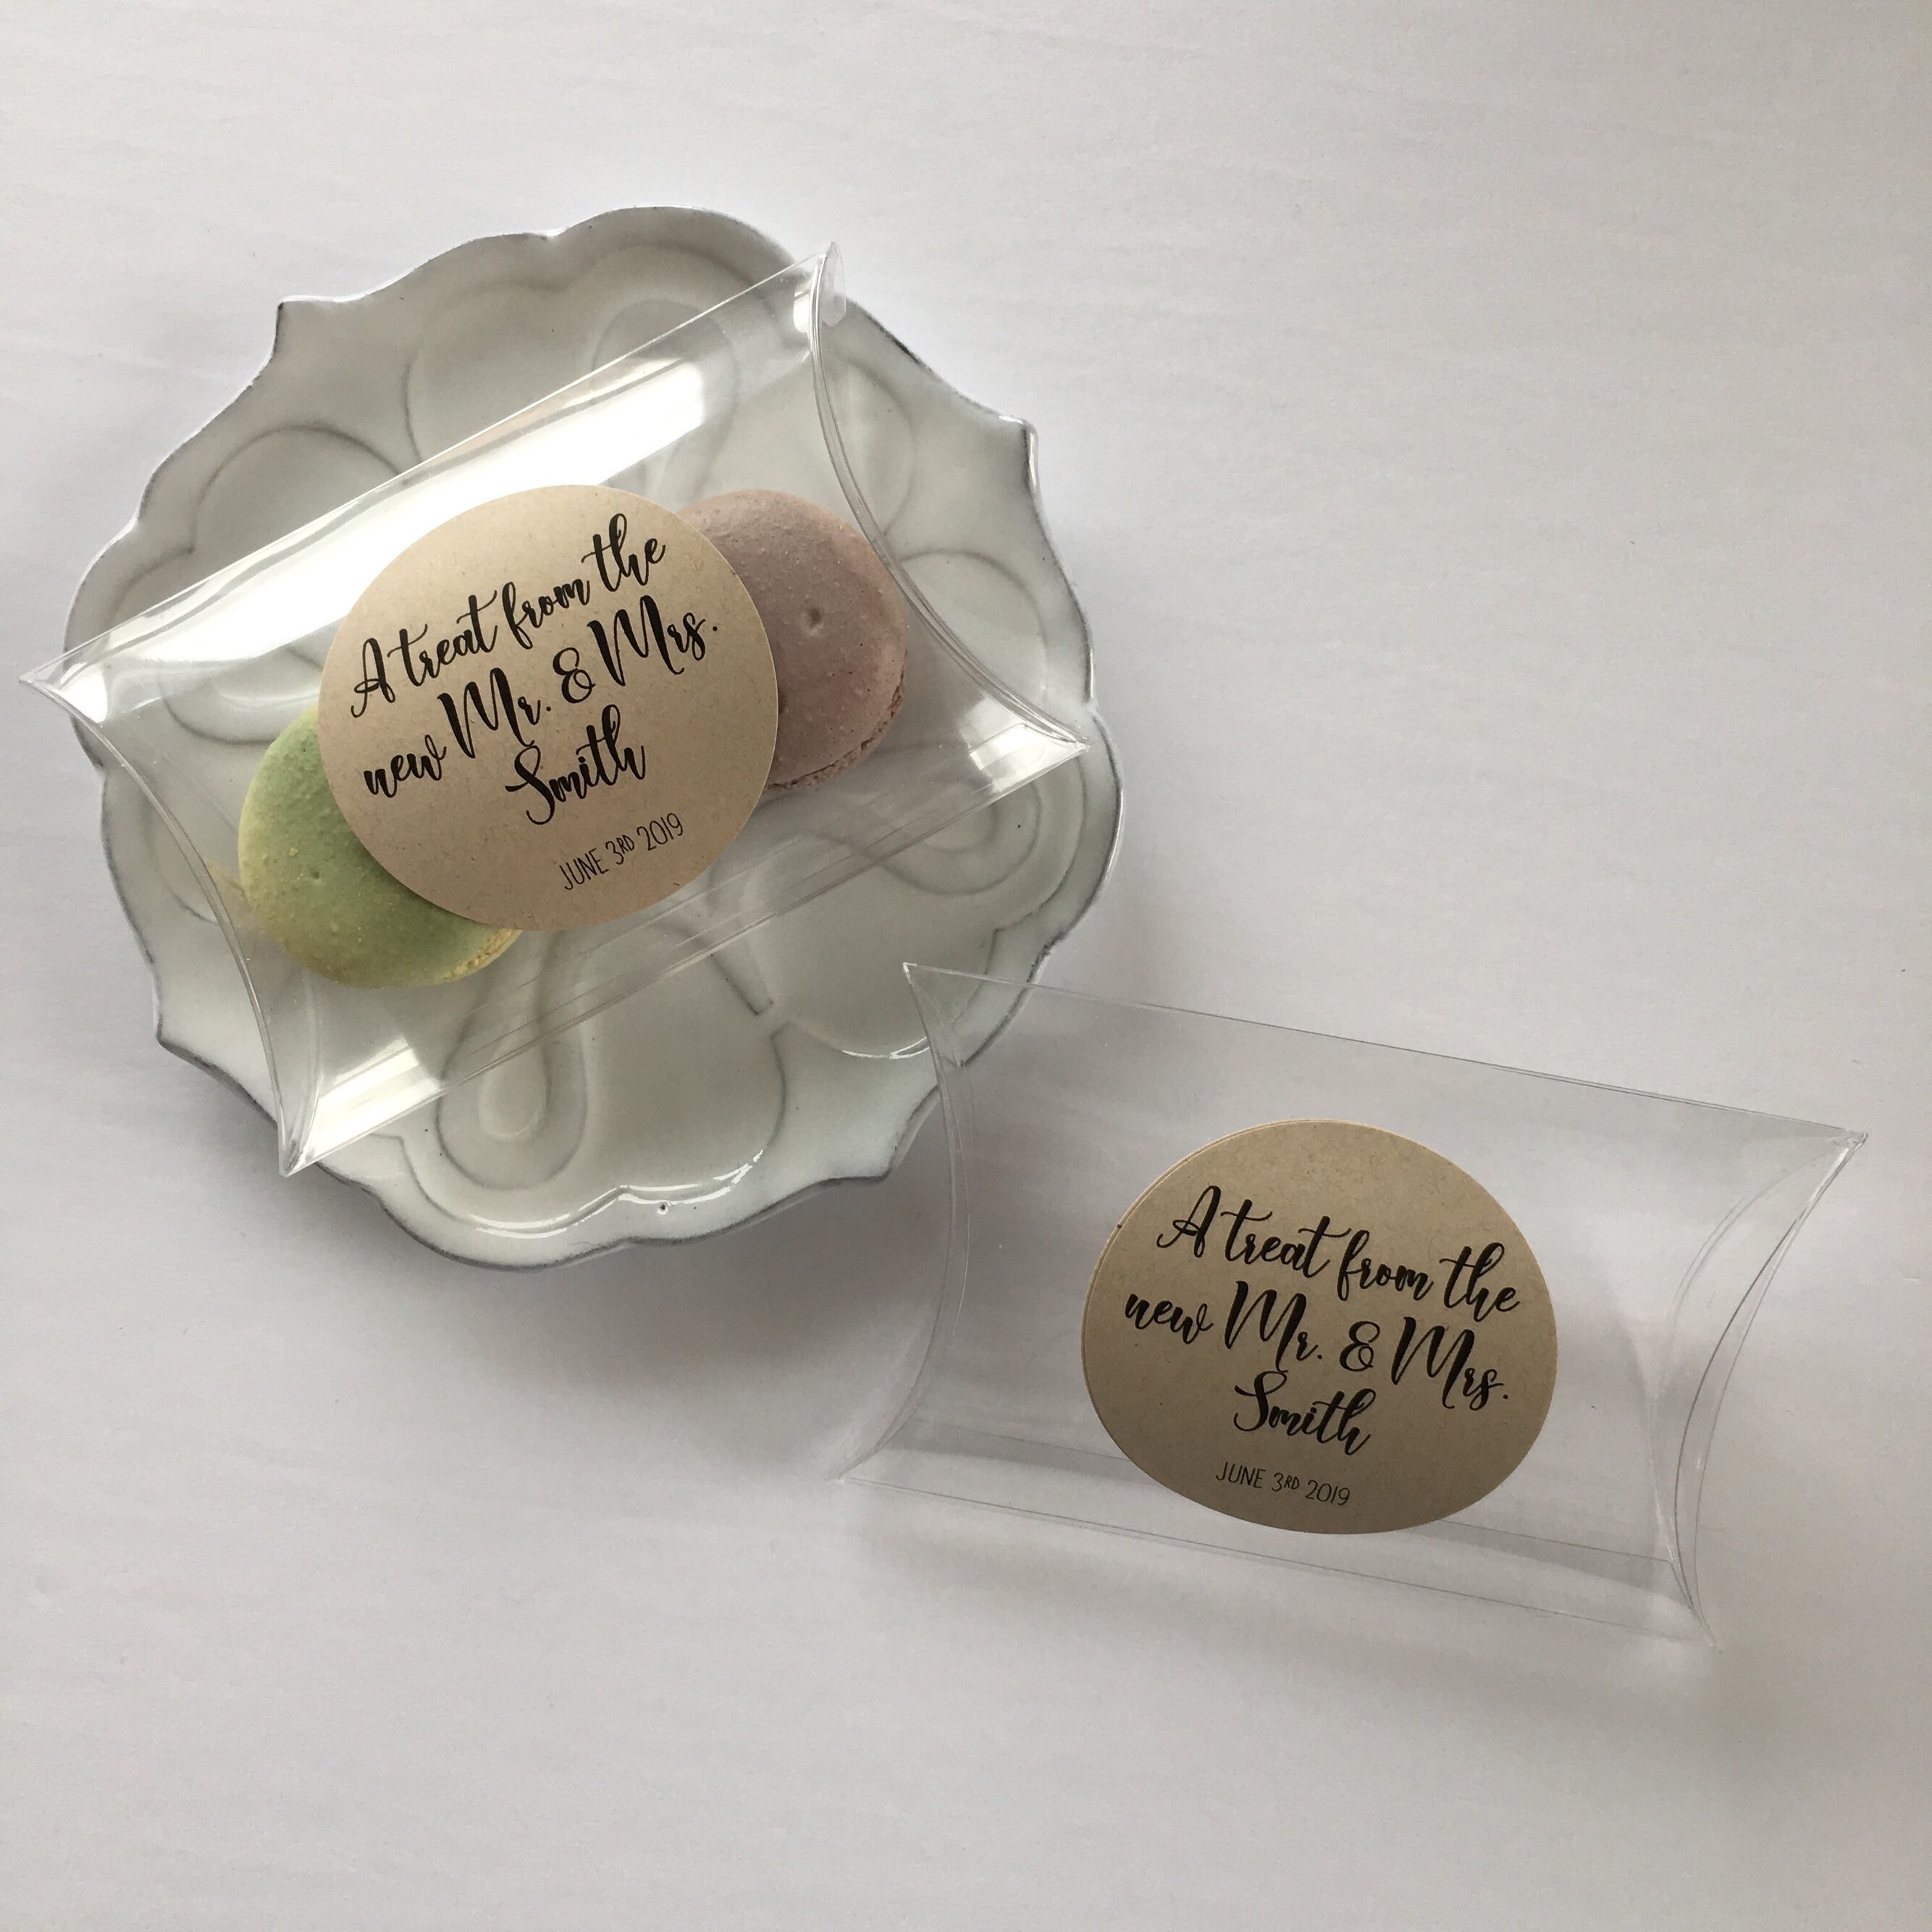 A treat from the
new Mr. & Mrs.
Smith
JUNE 3RD 2019
A treat from the
new Mr. & Mrs.
Smith
JUNE 3RD 2019